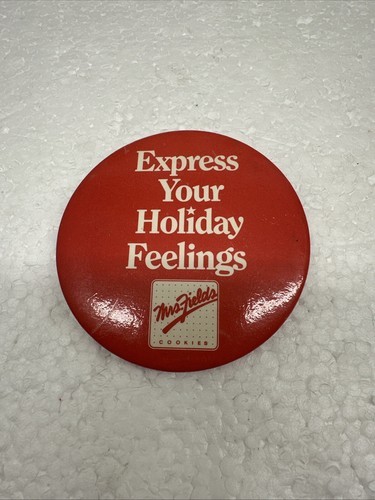 Express
Your
Holiday
Feelings
Mrs. Fields
COOKIES